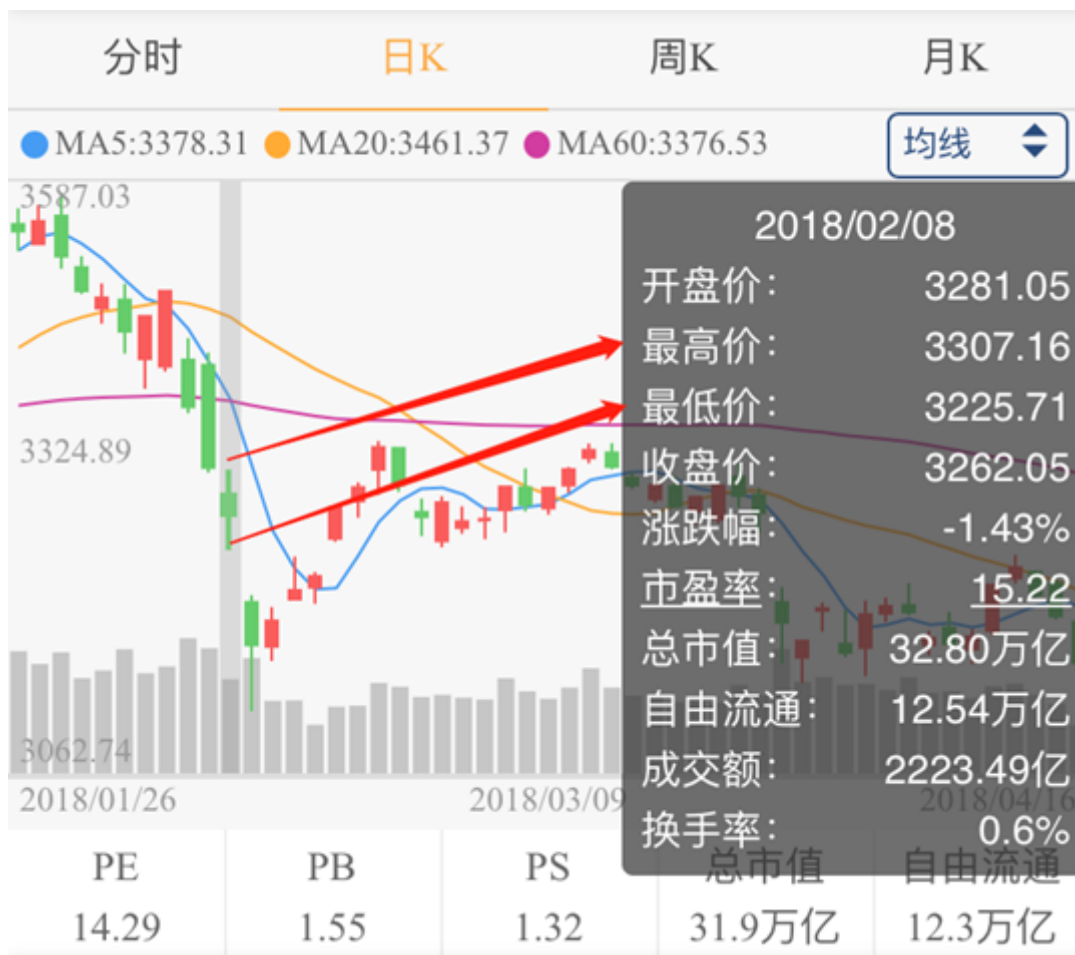 分时 日K 周K 月K
MA5:3378.31 MA20:3461.37 MA60:3376.53 均线
3587.03
2018/02/08
开盘价: 3281.05
最高价: 3307.16
最低价: 3225.71
3324.89
收盘价: 3262.05
涨跌幅: -1.43%
市盈率: 15.22
总市值: 32.80万亿
自由流通: 12.54万亿
3062.74
成交额: 2223.49亿
2018/01/26 2018/03/09 2018/04/16
换手率: 0.6%
PE PB PS 总市值 自由流通
14.29 1.55 1.32 31.9万亿 12.3万亿